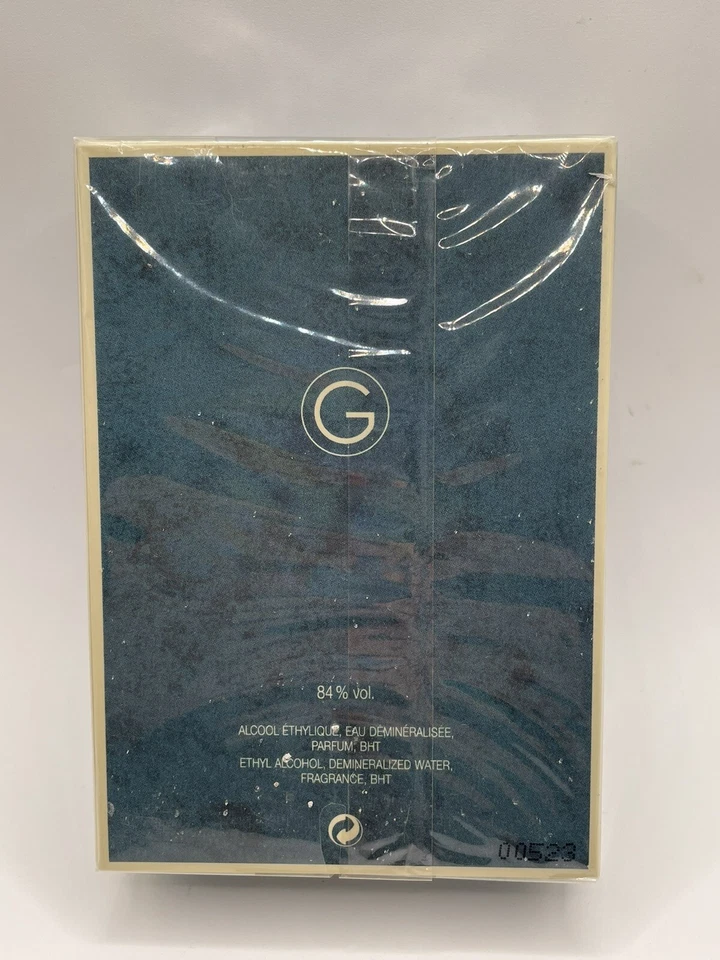 G
84% vol.
ALCOOL ÉTHYLIQUE, EAU DÉMINÉRALISÉE,
PARFUM, BHT
ETHYL ALCOHOL, DEMINERALIZED WATER,
FRAGRANCE, BHT
00523